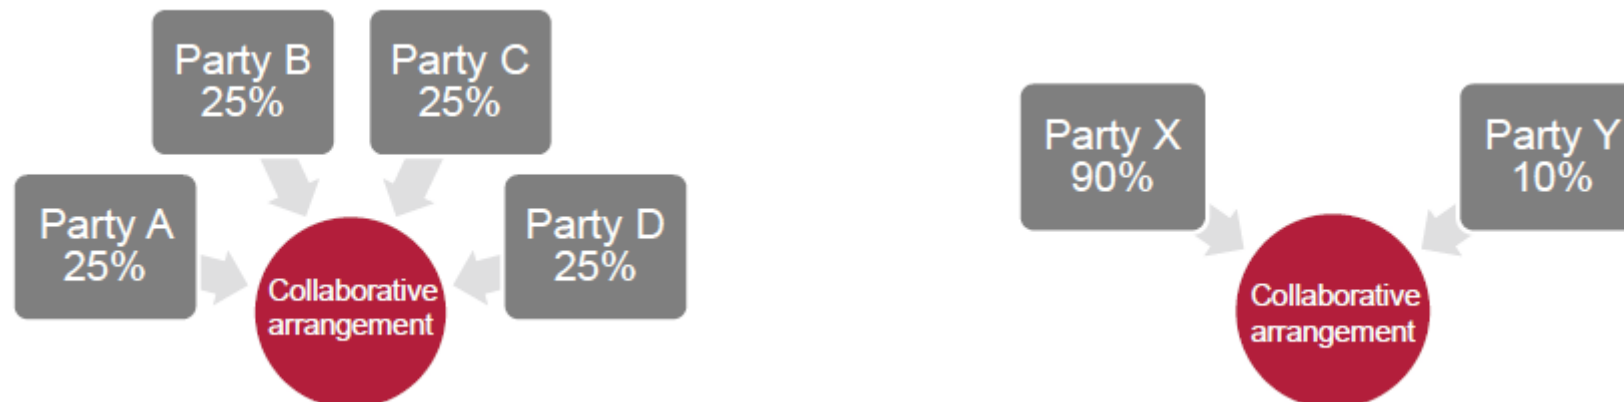 Party B
25%
Party C
25%
Party A
25%
Party D
25%
Collaborative
arrangement
Party X
90%
Party Y
10%
Collaborative
arrangement